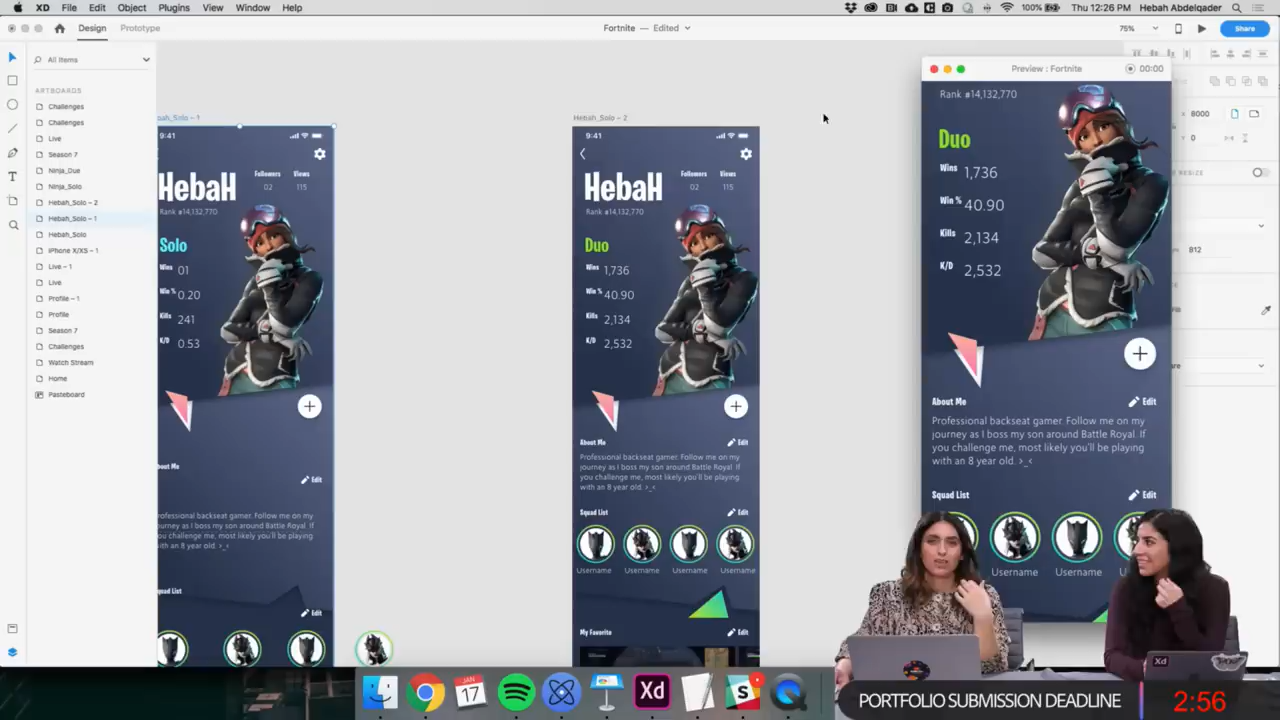 XD File Edit Object Plugins View Window Help
100% Thu 12:26 PM Hebah Abdelqader
Design Prototype
Fortnite — Edited
75%
Share
All Items
ARTBOARDS
Challenges
Challenges
Live
Season 7
Ninja_Due
Ninja_Solo
Hebah_Solo – 2
Hebah_Solo – 1
Hebah_Solo
iPhone X/XS – 1
Live – 1
Live
Profile – 1
Profile
Season 7
Challenges
Watch Stream
Home
Pasteboard
bah_Solo – 1
9:41
HebaH
Followers
02
Views
115
Rank #14,132,770
Solo
Wins 01
Win % 0.20
Kills 241
K/D 0.53
bout Me
Edit
rofessional backseat gamer. Follow me on my
ourney as I boss my son around Battle Royal. If
ou challenge me, most likely you'll be playing
with an 8 year old. >_<
quad List
Edit
Hebah_Solo – 2
9:41
HebaH
Followers
02
Views
115
Rank #14,132,770
Duo
Wins 1,736
Win % 40.90
Kills 2,134
K/D 2,532
About Me
Edit
Professional backseat gamer. Follow me on my
journey as I boss my son around Battle Royal. If
you challenge me, most likely you'll be playing
with an 8 year old. >_<
Squad List
Edit
Username Username Username Username
My Favorite
Edit
Preview : Fortnite
00:00
Rank #14,132,770
Duo
Wins 1,736
Win % 40.90
Kills 2,134
K/D 2,532
About Me
Edit
Professional backseat gamer. Follow me on my
journey as I boss my son around Battle Royal. If
you challenge me, most likely you'll be playing
with an 8 year old. >_<
Squad List
Edit
Username Username
X 8000
Y 0
RESIZE
812
JAN
17
Xd
Xd
PORTFOLIO SUBMISSION DEADLINE
2:56